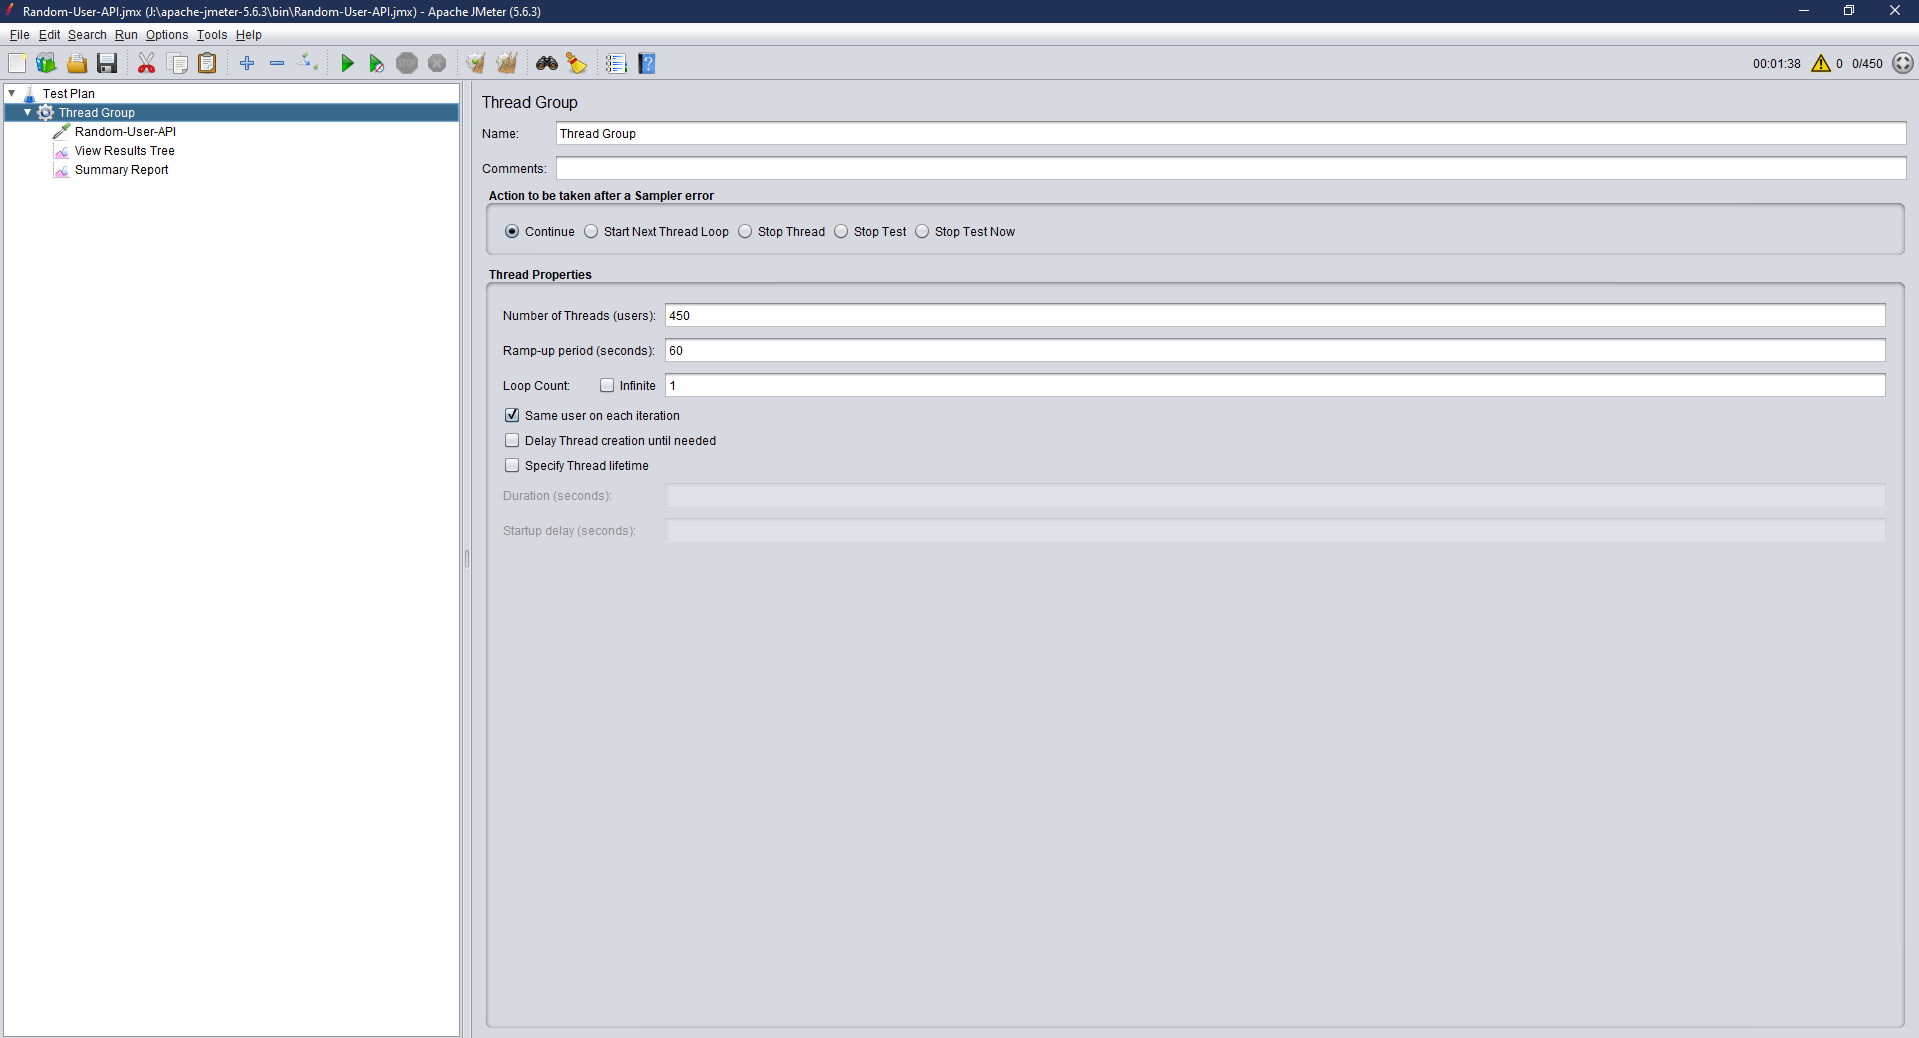 Random-User-API.jmx (J:\apache-jmeter-5.6.3\bin\Random-User-API.jmx) - Apache JMeter (5.6.3)
File Edit Search Run Options Tools Help
STOP
00:01:38 0 0/450
Test Plan
Thread Group
Random-User-API
View Results Tree
Summary Report
Thread Group
Name: Thread Group
Comments:
Action to be taken after a Sampler error
Continue Start Next Thread Loop Stop Thread Stop Test Stop Test Now
Thread Properties
Number of Threads (users): 450
Ramp-up period (seconds): 60
Loop Count: Infinite 1
Same user on each iteration
Delay Thread creation until needed
Specify Thread lifetime
Duration (seconds):
Startup delay (seconds):